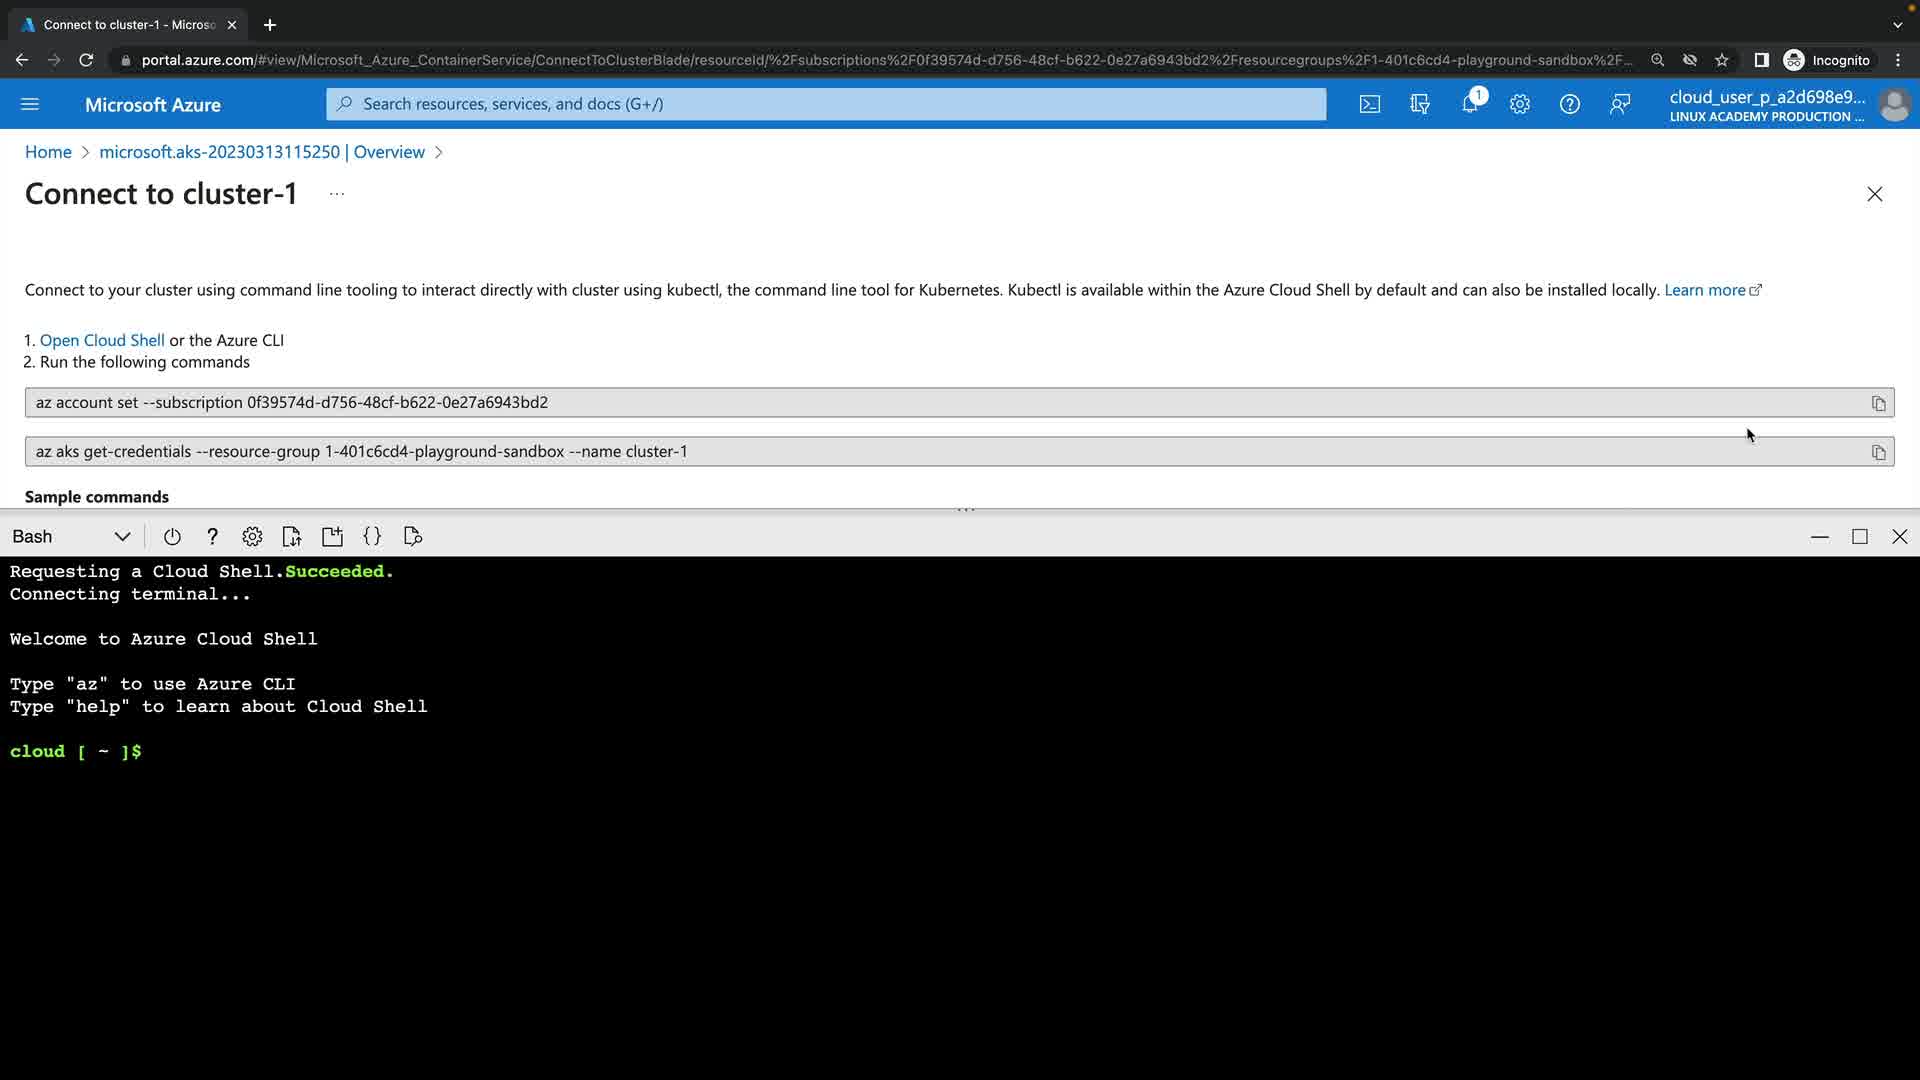 Connect to cluster-1 - Microso
portal.azure.com/#view/Microsoft_Azure_ContainerService/ConnectToClusterBlade/resourceId/%2Fsubscriptions%2F0f39574d-d756-48cf-b622-0e27a6943bd2%2Fresourcegroups%2F1-401c6cd4-playground-sandbox%2F...
Incognito
Microsoft Azure
Search resources, services, and docs (G+/)
1
cloud_user_p_a2d698e9...
LINUX ACADEMY PRODUCTION ...
Home > microsoft.aks-20230313115250 | Overview >
Connect to cluster-1 ...
Connect to your cluster using command line tooling to interact directly with cluster using kubectl, the command line tool for Kubernetes. Kubectl is available within the Azure Cloud Shell by default and can also be installed locally. Learn more
1. Open Cloud Shell or the Azure CLI
2. Run the following commands
az account set --subscription 0f39574d-d756-48cf-b622-0e27a6943bd2
az aks get-credentials --resource-group 1-401c6cd4-playground-sandbox --name cluster-1
Sample commands
Bash
Requesting a Cloud Shell.Succeeded.
Connecting terminal...
Welcome to Azure Cloud Shell
Type "az" to use Azure CLI
Type "help" to learn about Cloud Shell
cloud [ ~ ]$